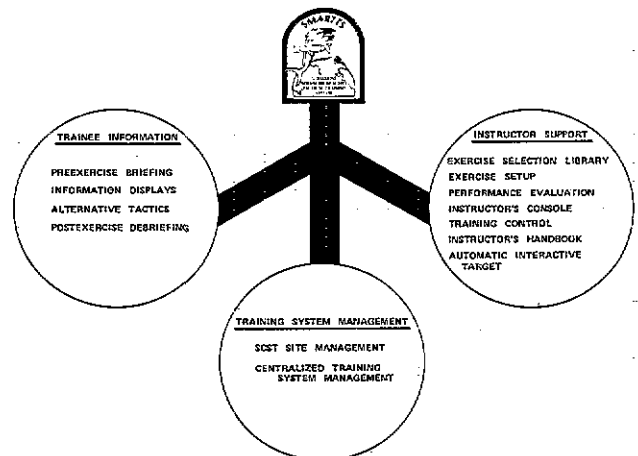 SMARTTS
TRAINEE INFORMATION
PREEXERCISE BRIEFING
INFORMATION DISPLAYS
ALTERNATIVE TACTICS
POSTEXERCISE DEBRIEFING
INSTRUCTOR SUPPORT
EXERCISE SELECTION LIBRARY
EXERCISE SETUP
PERFORMANCE EVALUATION
INSTRUCTOR'S CONSOLE
TRAINING CONTROL
INSTRUCTOR'S HANDBOOK
AUTOMATIC INTERACTIVE
TARGET
TRAINING SYSTEM MANAGEMENT
SCST SITE MANAGEMENT
CENTRALIZED TRAINING
SYSTEM MANAGEMENT